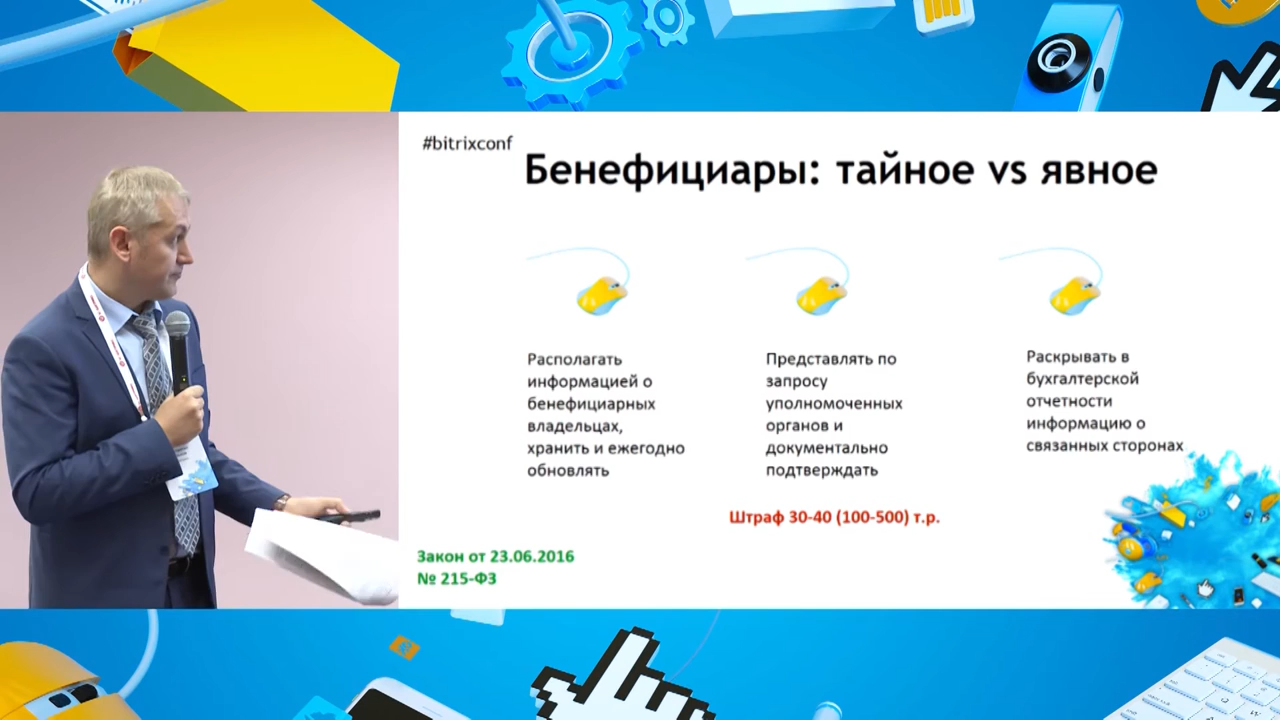 #bitrixconf
Бенефициары: тайное vs явное
Располагать
информацией о
бенефициарных
владельцах,
хранить и ежегодно
обновлять
Представлять по
запросу
уполномоченных
органов и
документально
подтверждать
Раскрывать в
бухгалтерской
отчетности
информацию о
связанных сторонах
Штраф 30-40 (100-500) т.р.
Закон от 23.06.2016
№ 215-ФЗ